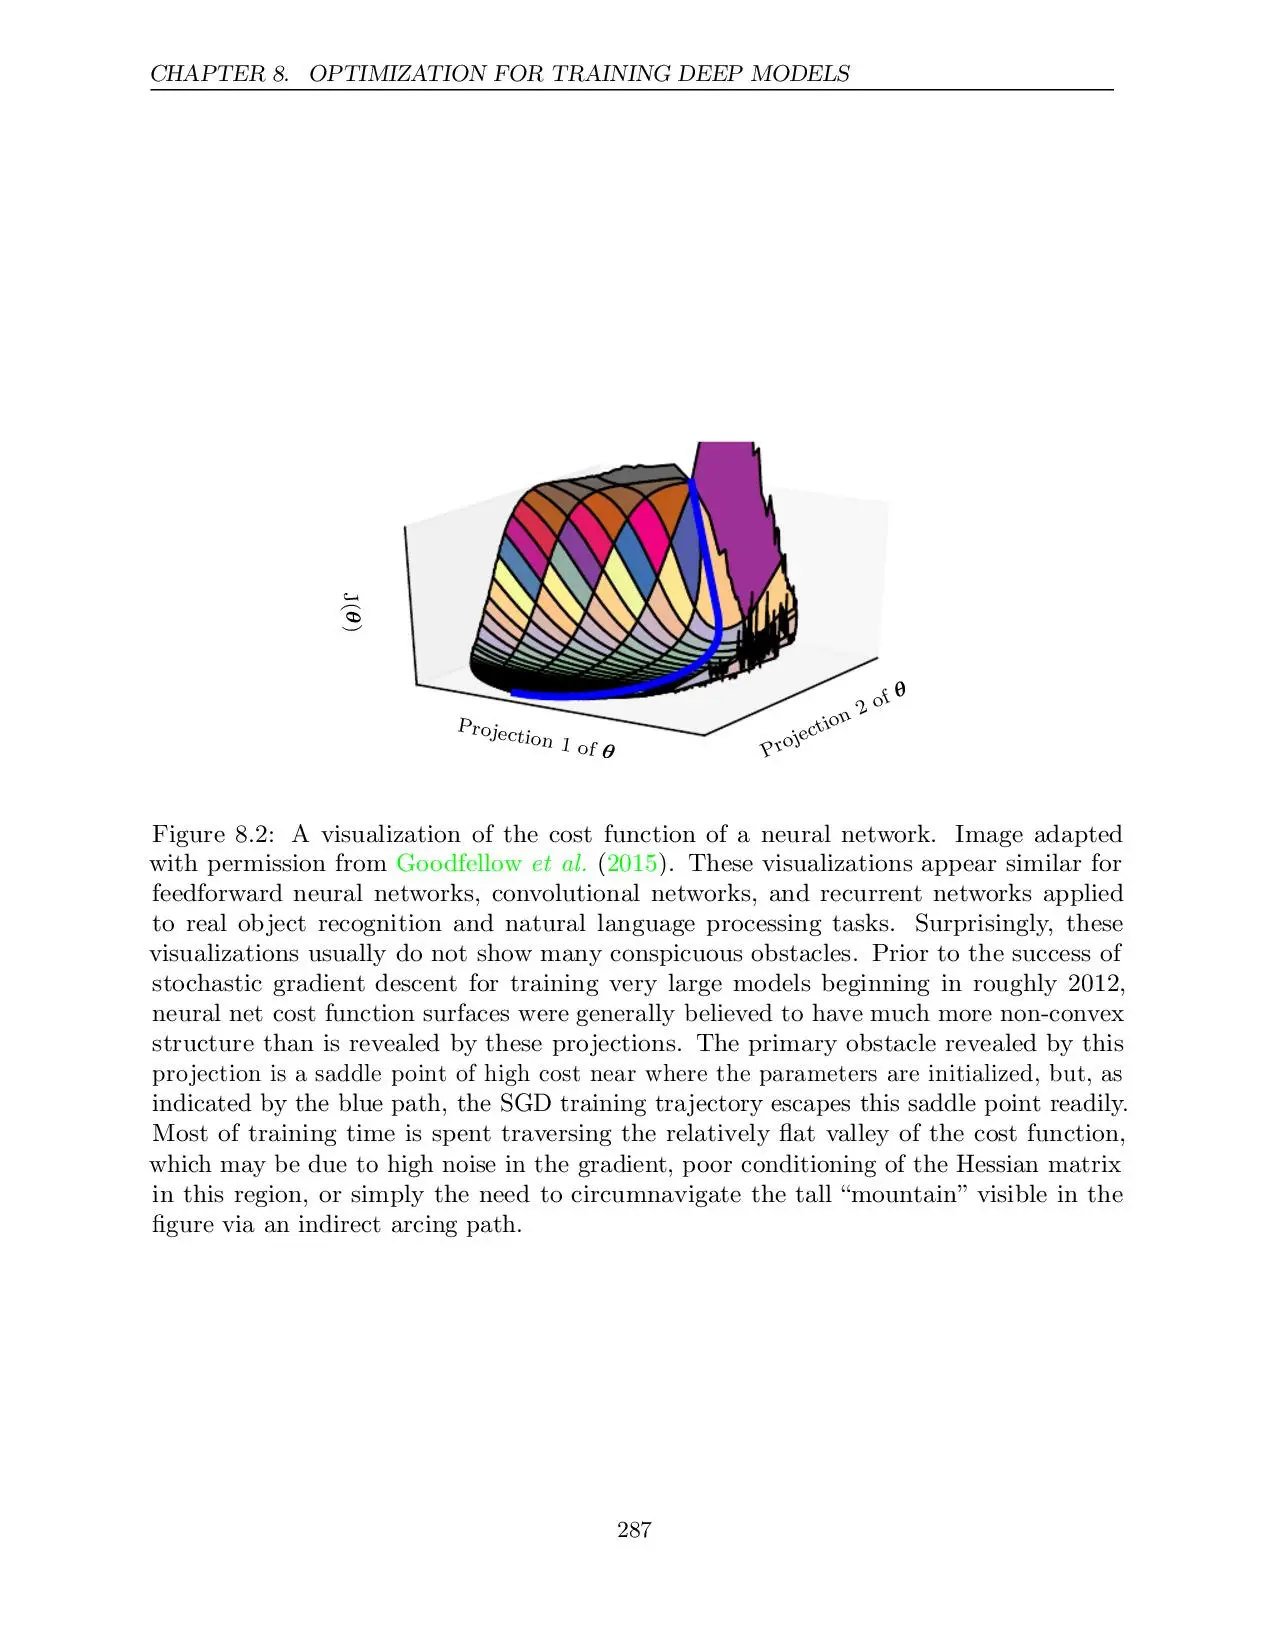 CHAPTER 8. OPTIMIZATION FOR TRAINING DEEP MODELS
J(θ)
Projection 1 of θ
Projection 2 of θ
Figure 8.2: A visualization of the cost function of a neural network. Image adapted
with permission from Goodfellow et al. (2015). These visualizations appear similar for
feedforward neural networks, convolutional networks, and recurrent networks applied
to real object recognition and natural language processing tasks. Surprisingly, these
visualizations usually do not show many conspicuous obstacles. Prior to the success of
stochastic gradient descent for training very large models beginning in roughly 2012,
neural net cost function surfaces were generally believed to have much more non-convex
structure than is revealed by these projections. The primary obstacle revealed by this
projection is a saddle point of high cost near where the parameters are initialized, but, as
indicated by the blue path, the SGD training trajectory escapes this saddle point readily.
Most of training time is spent traversing the relatively flat valley of the cost function,
which may be due to high noise in the gradient, poor conditioning of the Hessian matrix
in this region, or simply the need to circumnavigate the tall “mountain” visible in the
figure via an indirect arcing path.
287